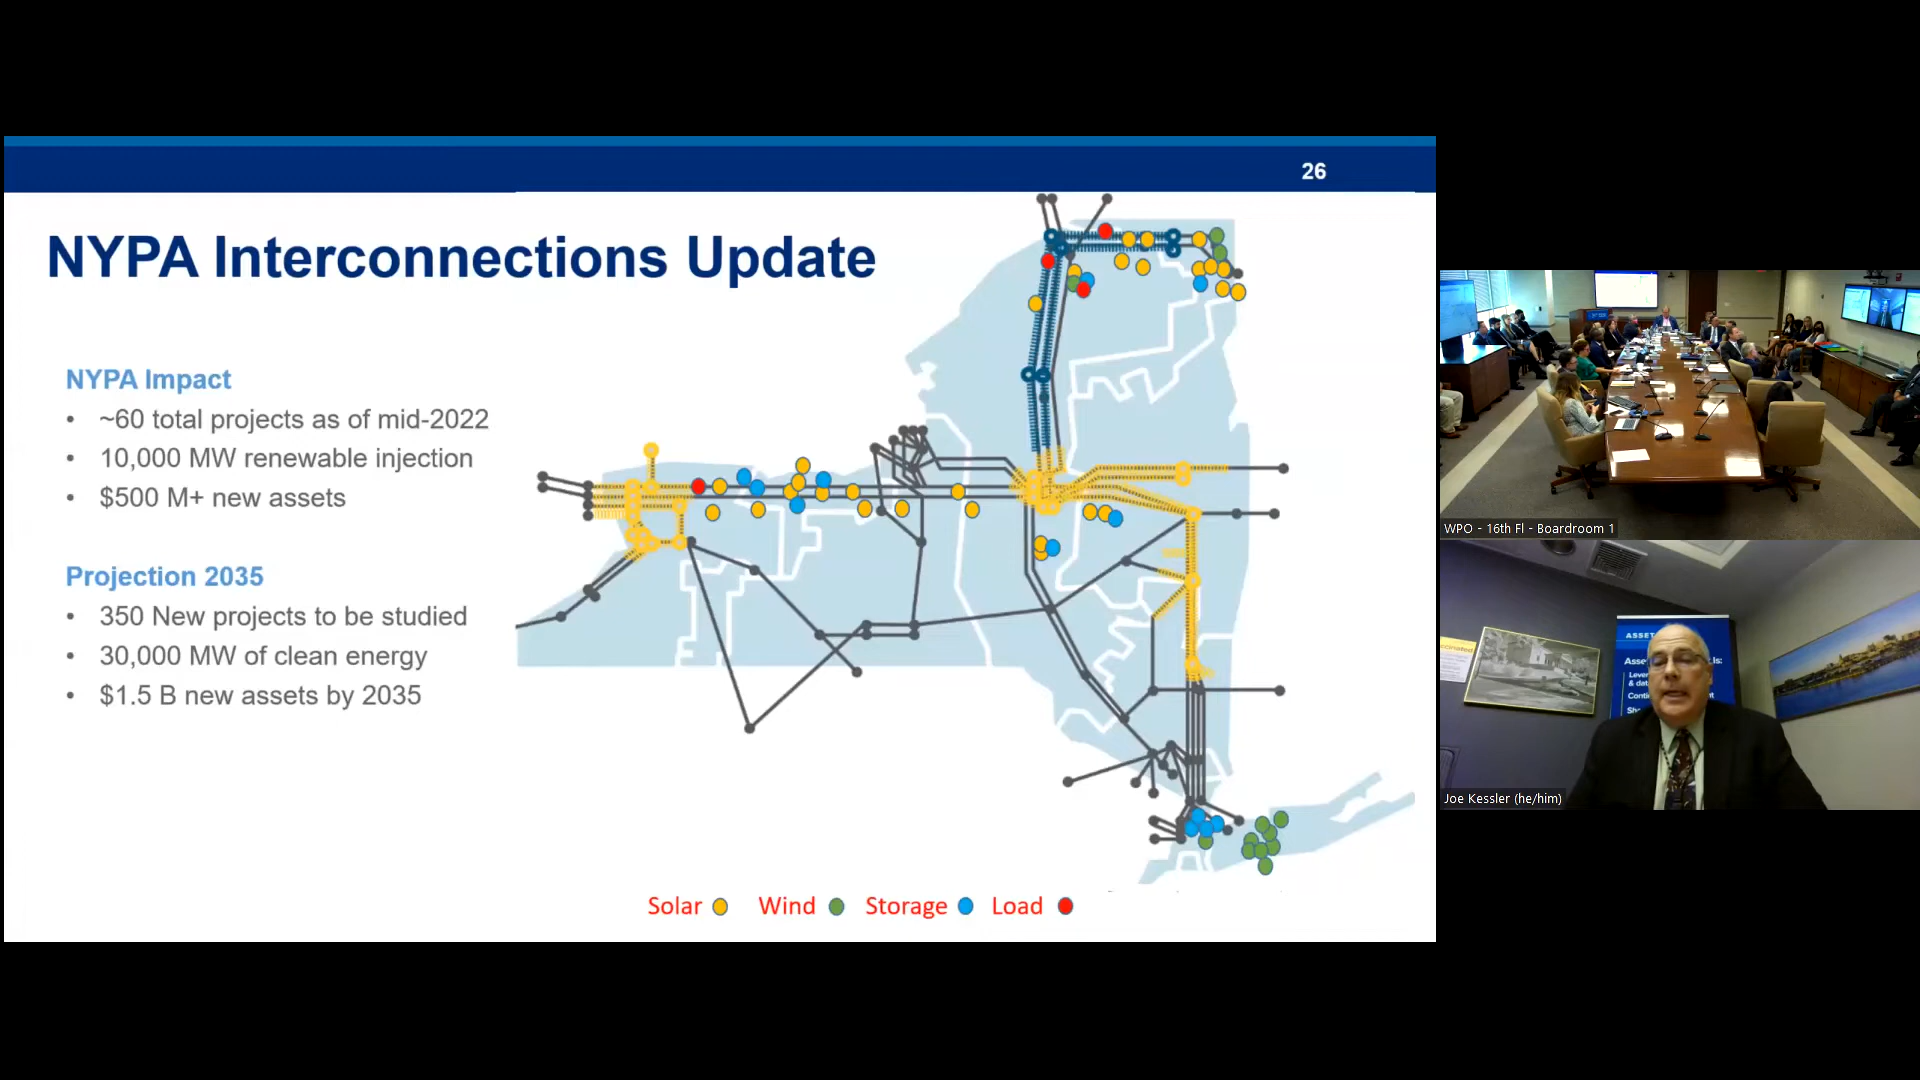 26
NYPA Interconnections Update
NYPA Impact
• ~60 total projects as of mid-2022
• 10,000 MW renewable injection
• $500 M+ new assets
Projection 2035
• 350 New projects to be studied
• 30,000 MW of clean energy
• $1.5 B new assets by 2035
Solar Wind Storage Load
WPO - 16th Fl - Boardroom 1
ASSET
Joe Kessler (he/him)